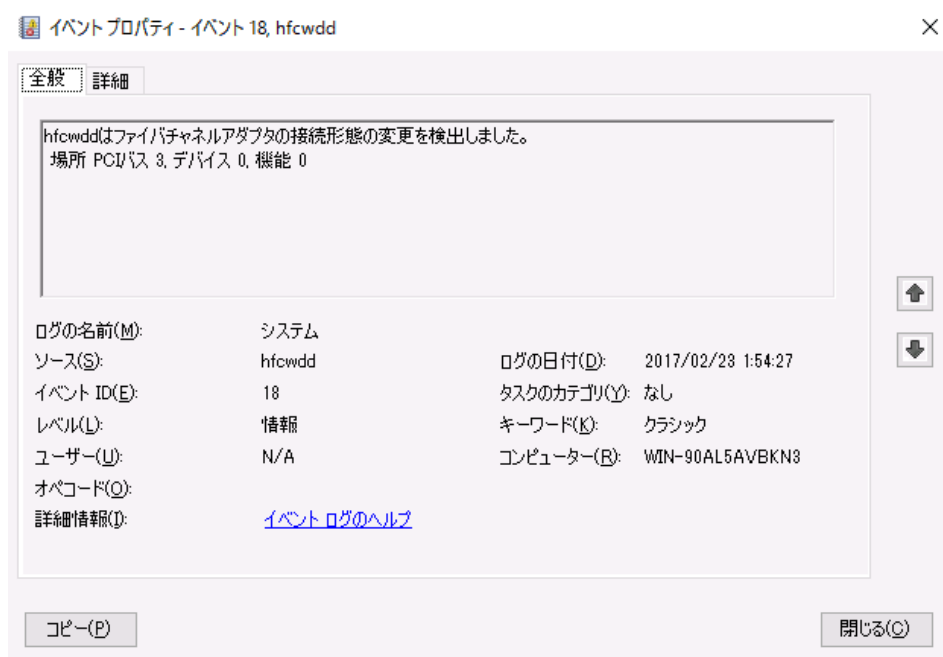 イベント プロパティ - イベント 18, hfcwdd
全般 詳細
hfcwddはファイバチャネルアダプタの接続形態の変更を検出しました。
場所 PCIバス 3, デバイス 0, 機能 0
ログの名前(M): システム
ソース(S): hfcwdd ログの日付(D): 2017/02/23 1:54:27
イベント ID(E): 18 タスクのカテゴリ(Y): なし
レベル(L): 情報 キーワード(K): クラシック
ユーザー(U): N/A コンピューター(R): WIN-90AL5AVBKN3
オペコード(O):
詳細情報(I): イベント ログのヘルプ
コピー(P) 閉じる(C)